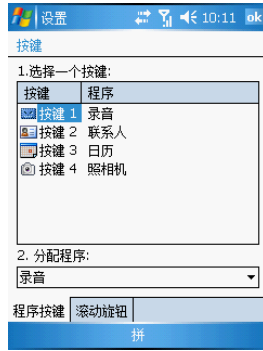 设置 10:11 ok
按键
1.选择一个按键:
按键 程序
按键 1 录音
按键 2 联系人
按键 3 日历
按键 4 照相机
2. 分配程序:
录音
程序按键 滚动旋钮
拼